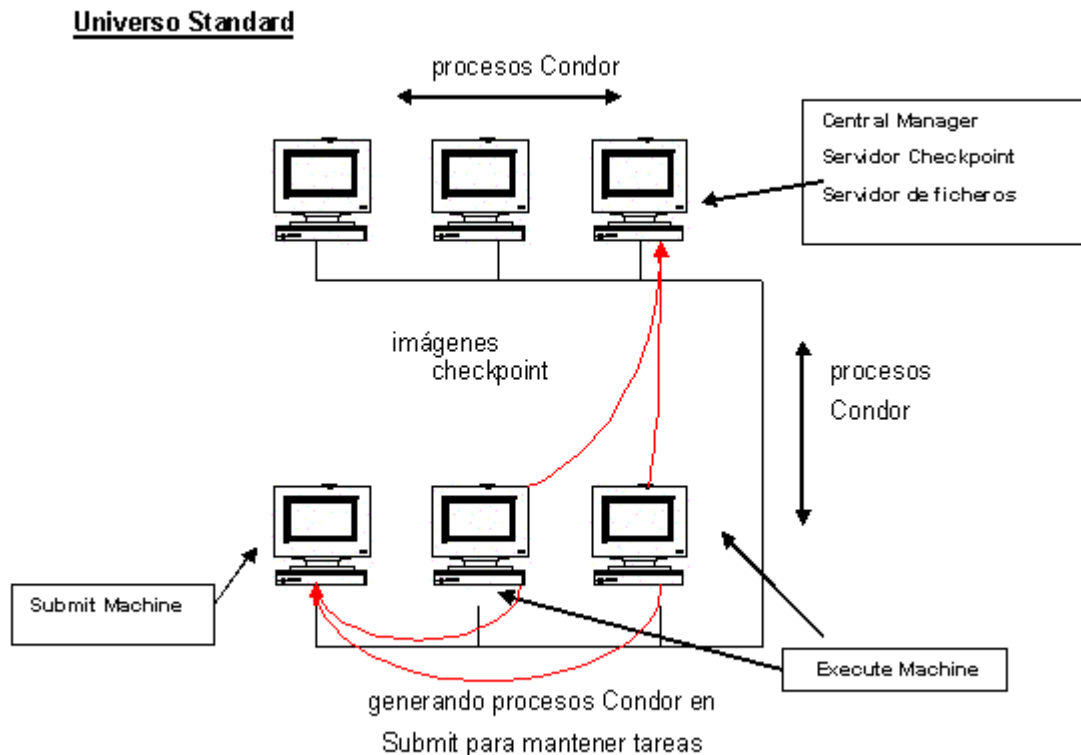 Universo Standard
procesos Condor
Central Manager
Servidor Checkpoint
Servidor de ficheros
imágenes
checkpoint
procesos
Condor
Submit Machine
Execute Machine
generando procesos Condor en
Submit para mantener tareas